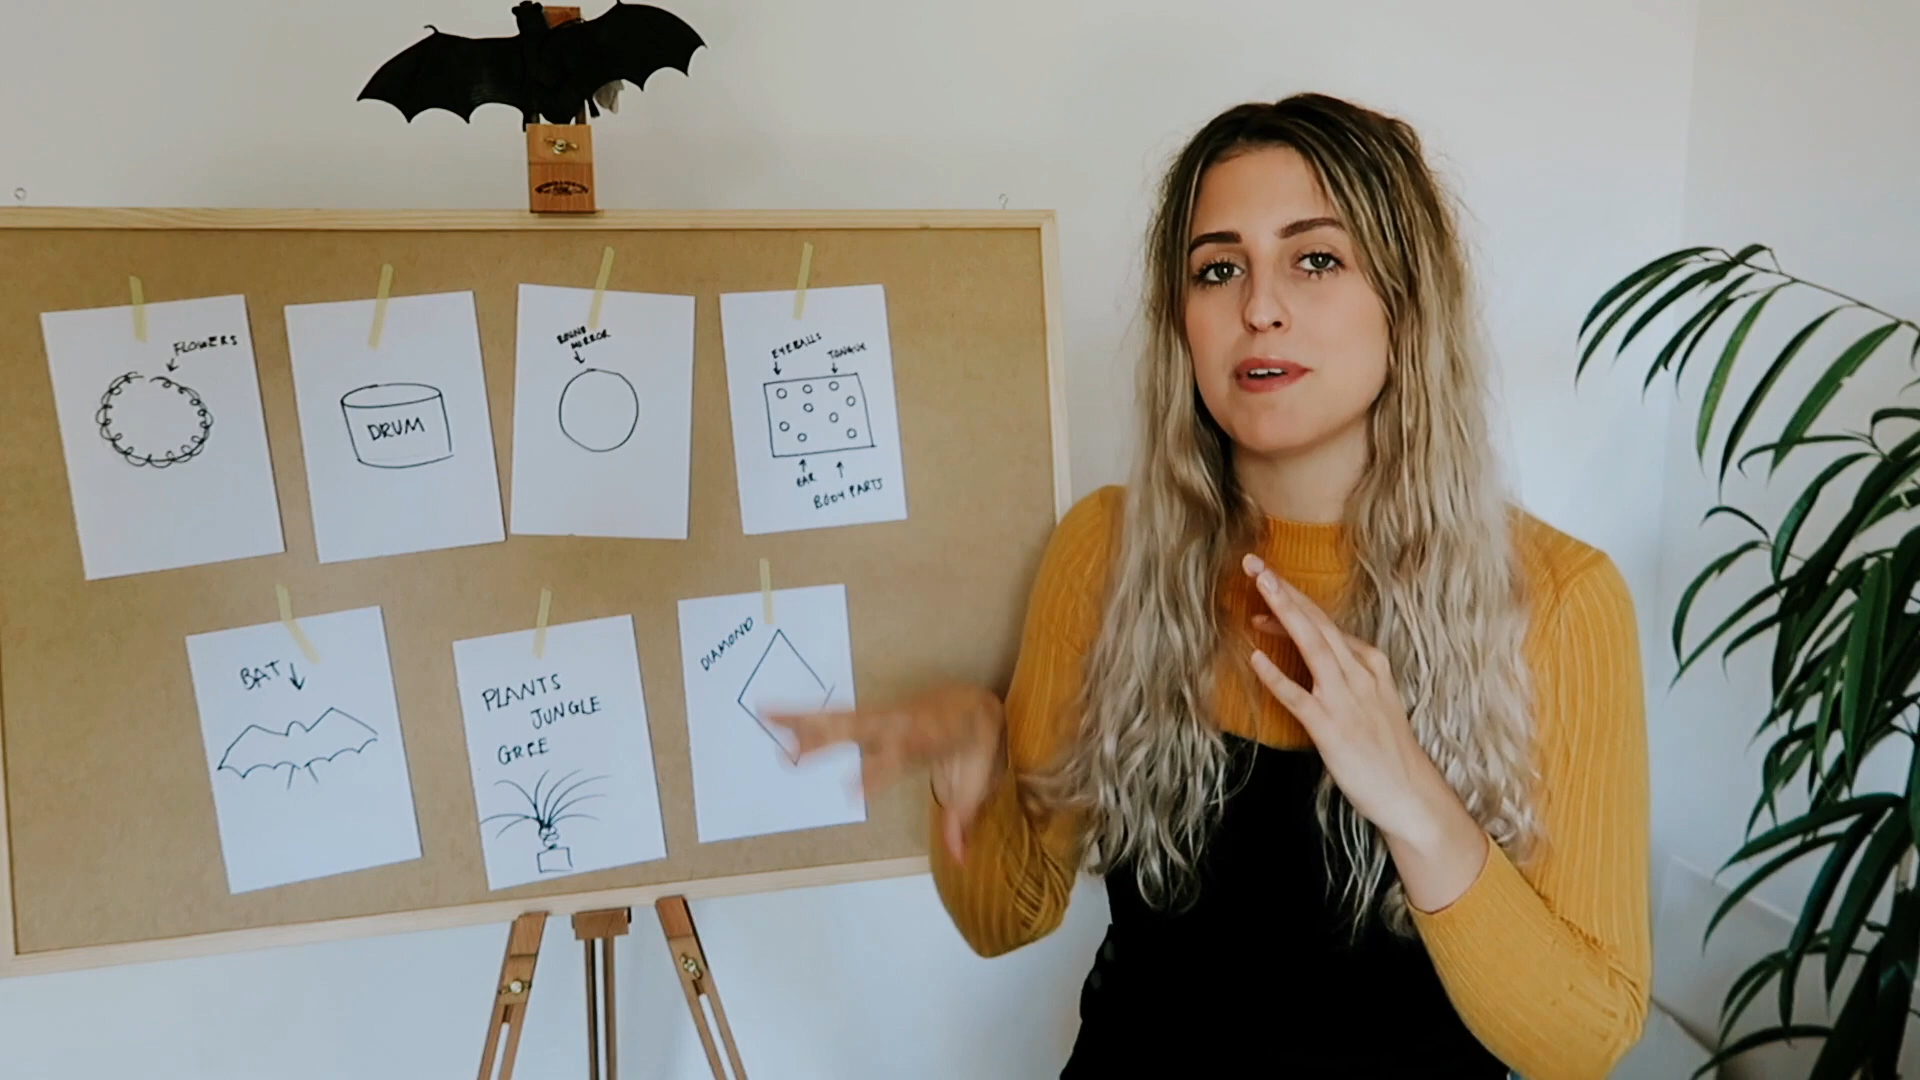 FLOWERS
DRUM
ROUND
MIRROR
EYEBALLS
TONGUE
EAR
BODY PARTS
BAT
PLANTS
JUNGLE
GREE
DIAMOND